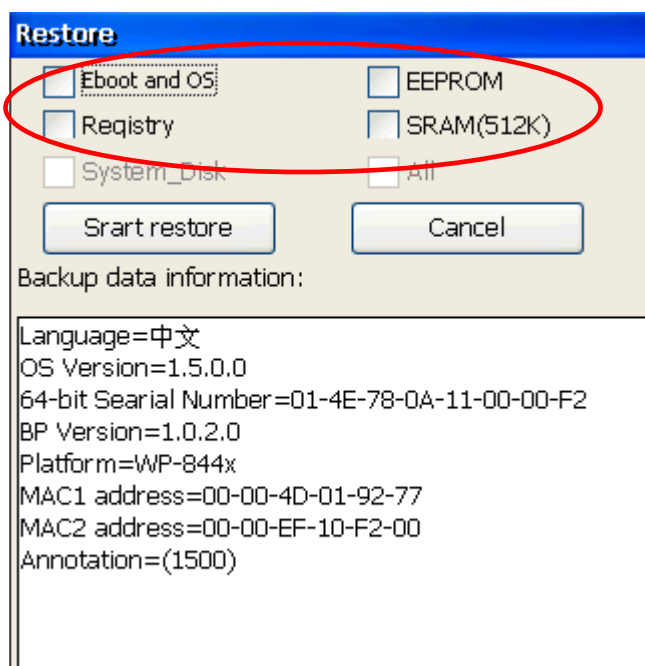 Restore
Eboot and OS EEPROM
Registry SRAM(512K)
System_Disk All
Srart restore Cancel
Backup data information:
Language=中文
OS Version=1.5.0.0
64-bit Searial Number=01-4E-78-0A-11-00-00-F2
BP Version=1.0.2.0
Platform=WP-844x
MAC1 address=00-00-4D-01-92-77
MAC2 address=00-00-EF-10-F2-00
Annotation=(1500)